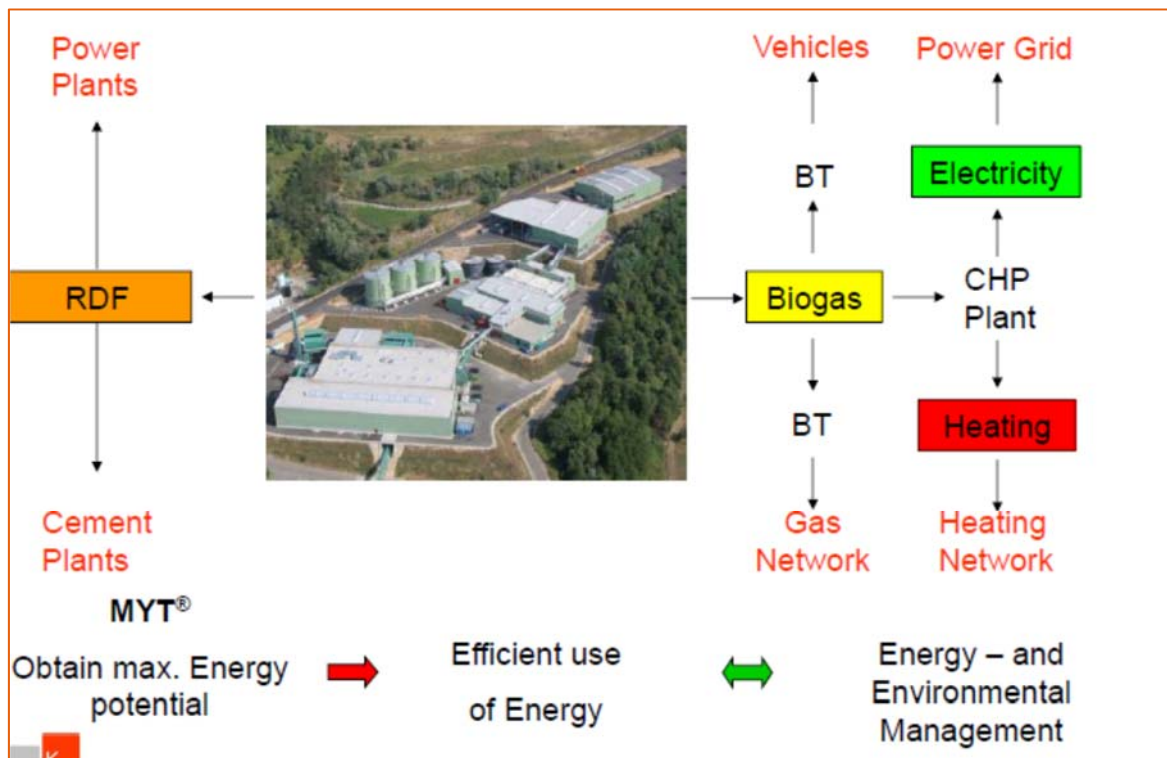 Power
Plants
Vehicles
Power Grid
BT
Electricity
RDF
Biogas
CHP
Plant
BT
Heating
Cement
Plants
Gas
Network
Heating
Network
MYT®
Obtain max. Energy
potential
Efficient use
of Energy
Energy – and
Environmental
Management
K